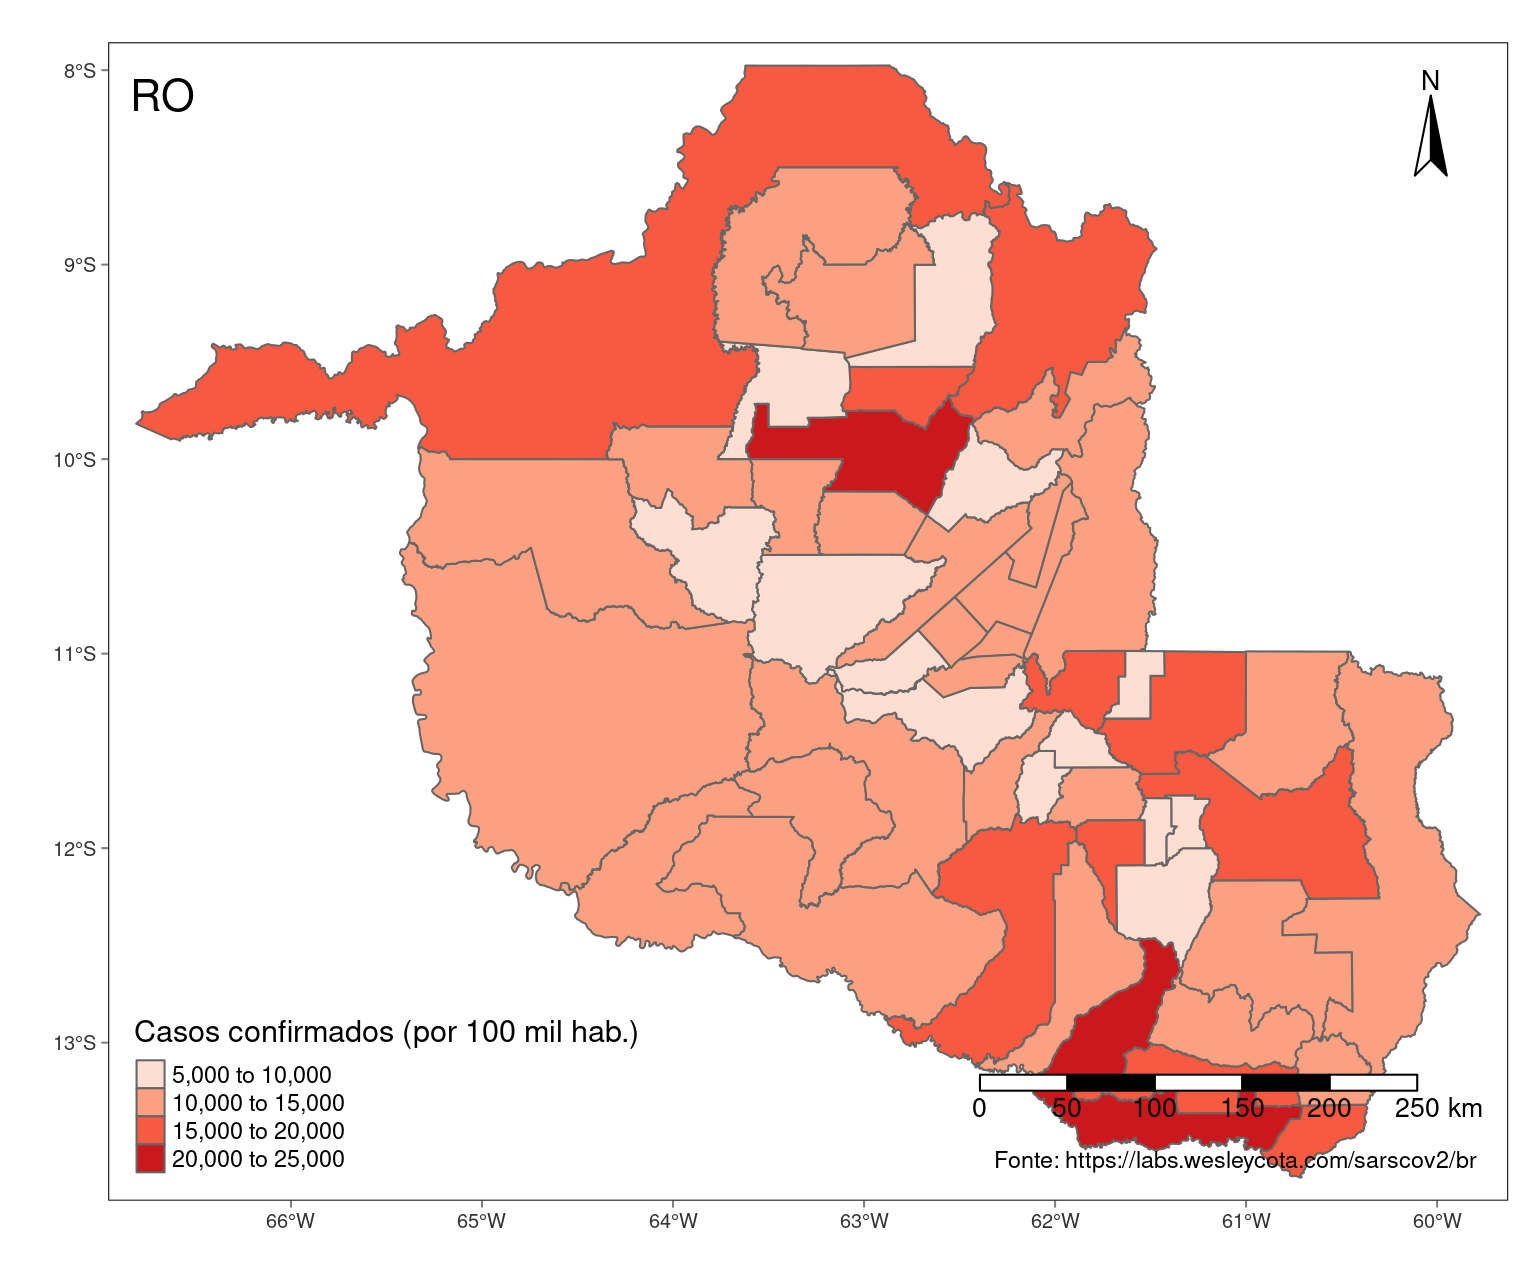 RO
N
8°S
9°S
10°S
11°S
12°S
13°S
Casos confirmados (por 100 mil hab.)
5,000 to 10,000
10,000 to 15,000
15,000 to 20,000
20,000 to 25,000
0 50 100 150 200 250 km
Fonte: https://labs.wesleycota.com/sarscov2/br
66°W 65°W 64°W 63°W 62°W 61°W 60°W